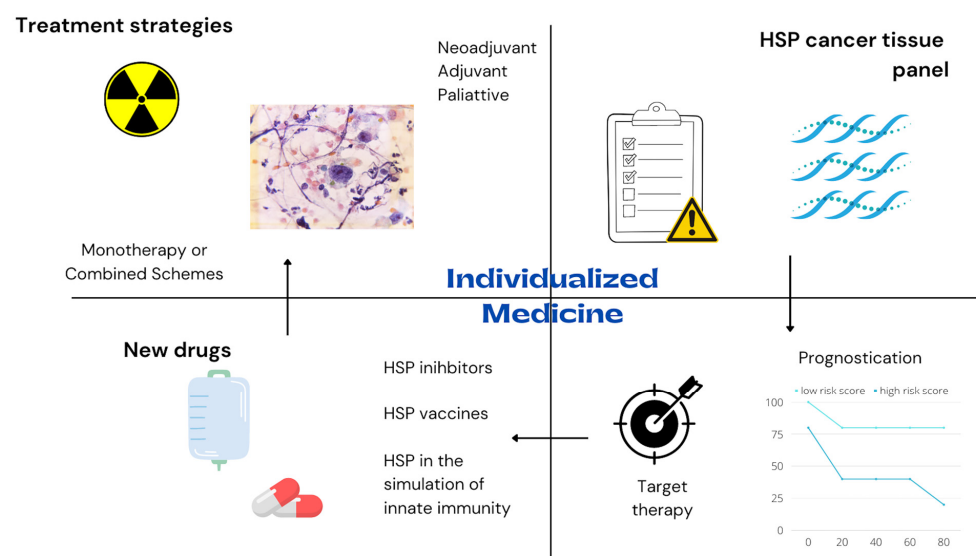 Treatment strategies
Neoadjuvant
Adjuvant
Paliattive
Monotherapy or
Combined Schemes
HSP cancer tissue
panel
Individualized
Medicine
New drugs
HSP inihbitors
HSP vaccines
HSP in the
simulation of
innate immunity
Target
therapy
Prognostication
low risk score high risk score
100
75
50
25
0
0 20 40 60 80